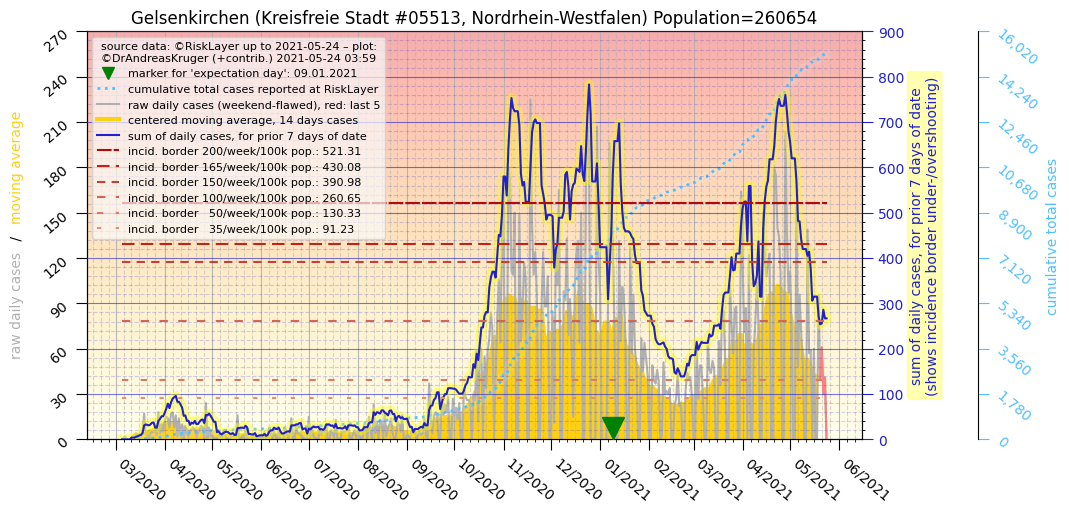 Gelsenkirchen (Kreisfreie Stadt #05513, Nordrhein-Westfalen) Population=260654
source data: ©RiskLayer up to 2021-05-24 – plot:
©DrAndreasKruger (+contrib.) 2021-05-24 03:59
marker for 'expectation day': 09.01.2021
cumulative total cases reported at RiskLayer
raw daily cases (weekend-flawed), red: last 5
centered moving average, 14 days cases
sum of daily cases, for prior 7 days of date
incid. border 200/week/100k pop.: 521.31
incid. border 165/week/100k pop.: 430.08
incid. border 150/week/100k pop.: 390.98
incid. border 100/week/100k pop.: 260.65
incid. border   50/week/100k pop.: 130.33
incid. border   35/week/100k pop.: 91.23
raw daily cases / moving average
270
240
210
180
150
120
90
60
30
0
03/2020
04/2020
05/2020
06/2020
07/2020
08/2020
09/2020
10/2020
11/2020
12/2020
01/2021
02/2021
03/2021
04/2021
05/2021
06/2021
900
800
700
600
500
400
300
200
100
0
sum of daily cases, for prior 7 days of date
(shows incidence border under-/overshooting)
16,020
14,240
12,460
10,680
8,900
7,120
5,340
3,560
1,780
0
cumulative total cases